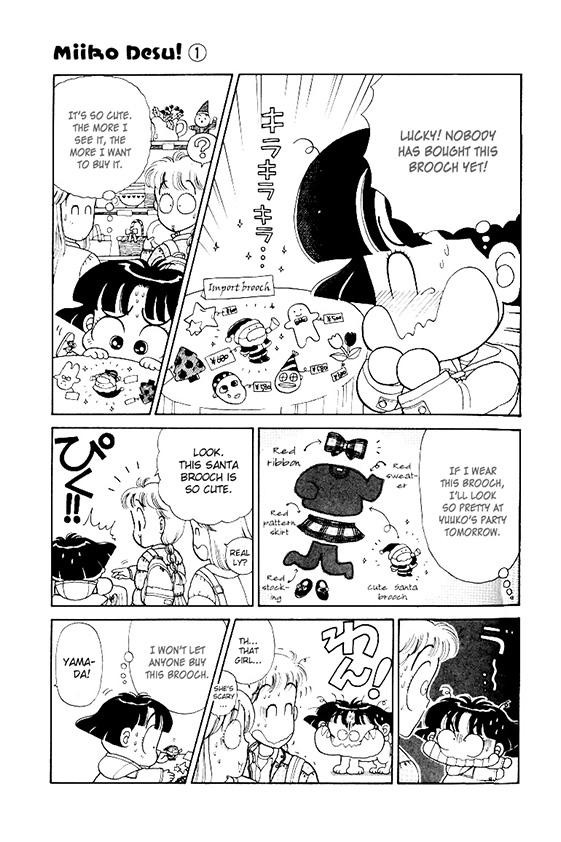 Miiko Desu! ①
LUCKY! NOBODY
HAS BOUGHT THIS
BROOCH YET!
キラキラキラ…
Import brooch
IT'S SO CUTE.
THE MORE I
SEE IT, THE
MORE I WANT
TO BUY IT.
?
IF I WEAR
THIS BROOCH,
I'LL LOOK
SO PRETTY AT
YUUKO'S PARTY
TOMORROW.
Red
ribbon
Red
sweat-
er
Red
pattern
skirt
Red
stock-
ing
Cute Santa
brooch
LOOK.
THIS SANTA
BROOCH IS
SO CUTE.
REAL
LY?
ぴくっ!!
う〜っ
わん!
TH...
THAT
GIRL...
SHE'S
SCARY...
I WON'T LET
ANYONE BUY
THIS BROOCH.
YAMA-
DA!